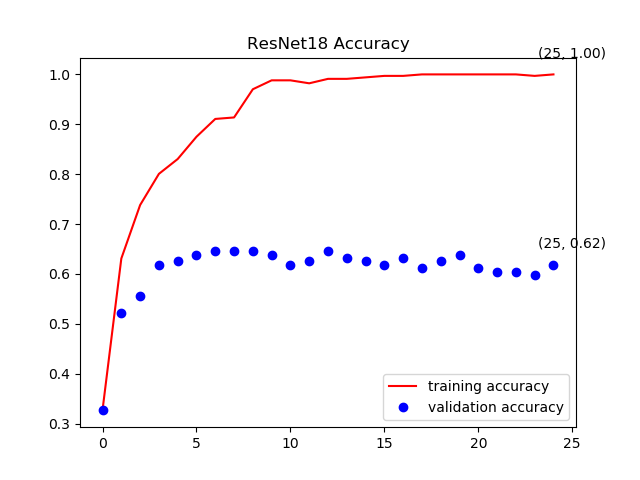 ResNet18 Accuracy
(25, 1.00)
1.0
0.9
0.8
0.7
(25, 0.62)
0.6
0.5
0.4
training accuracy
validation accuracy
0.3
0 5 10 15 20 25